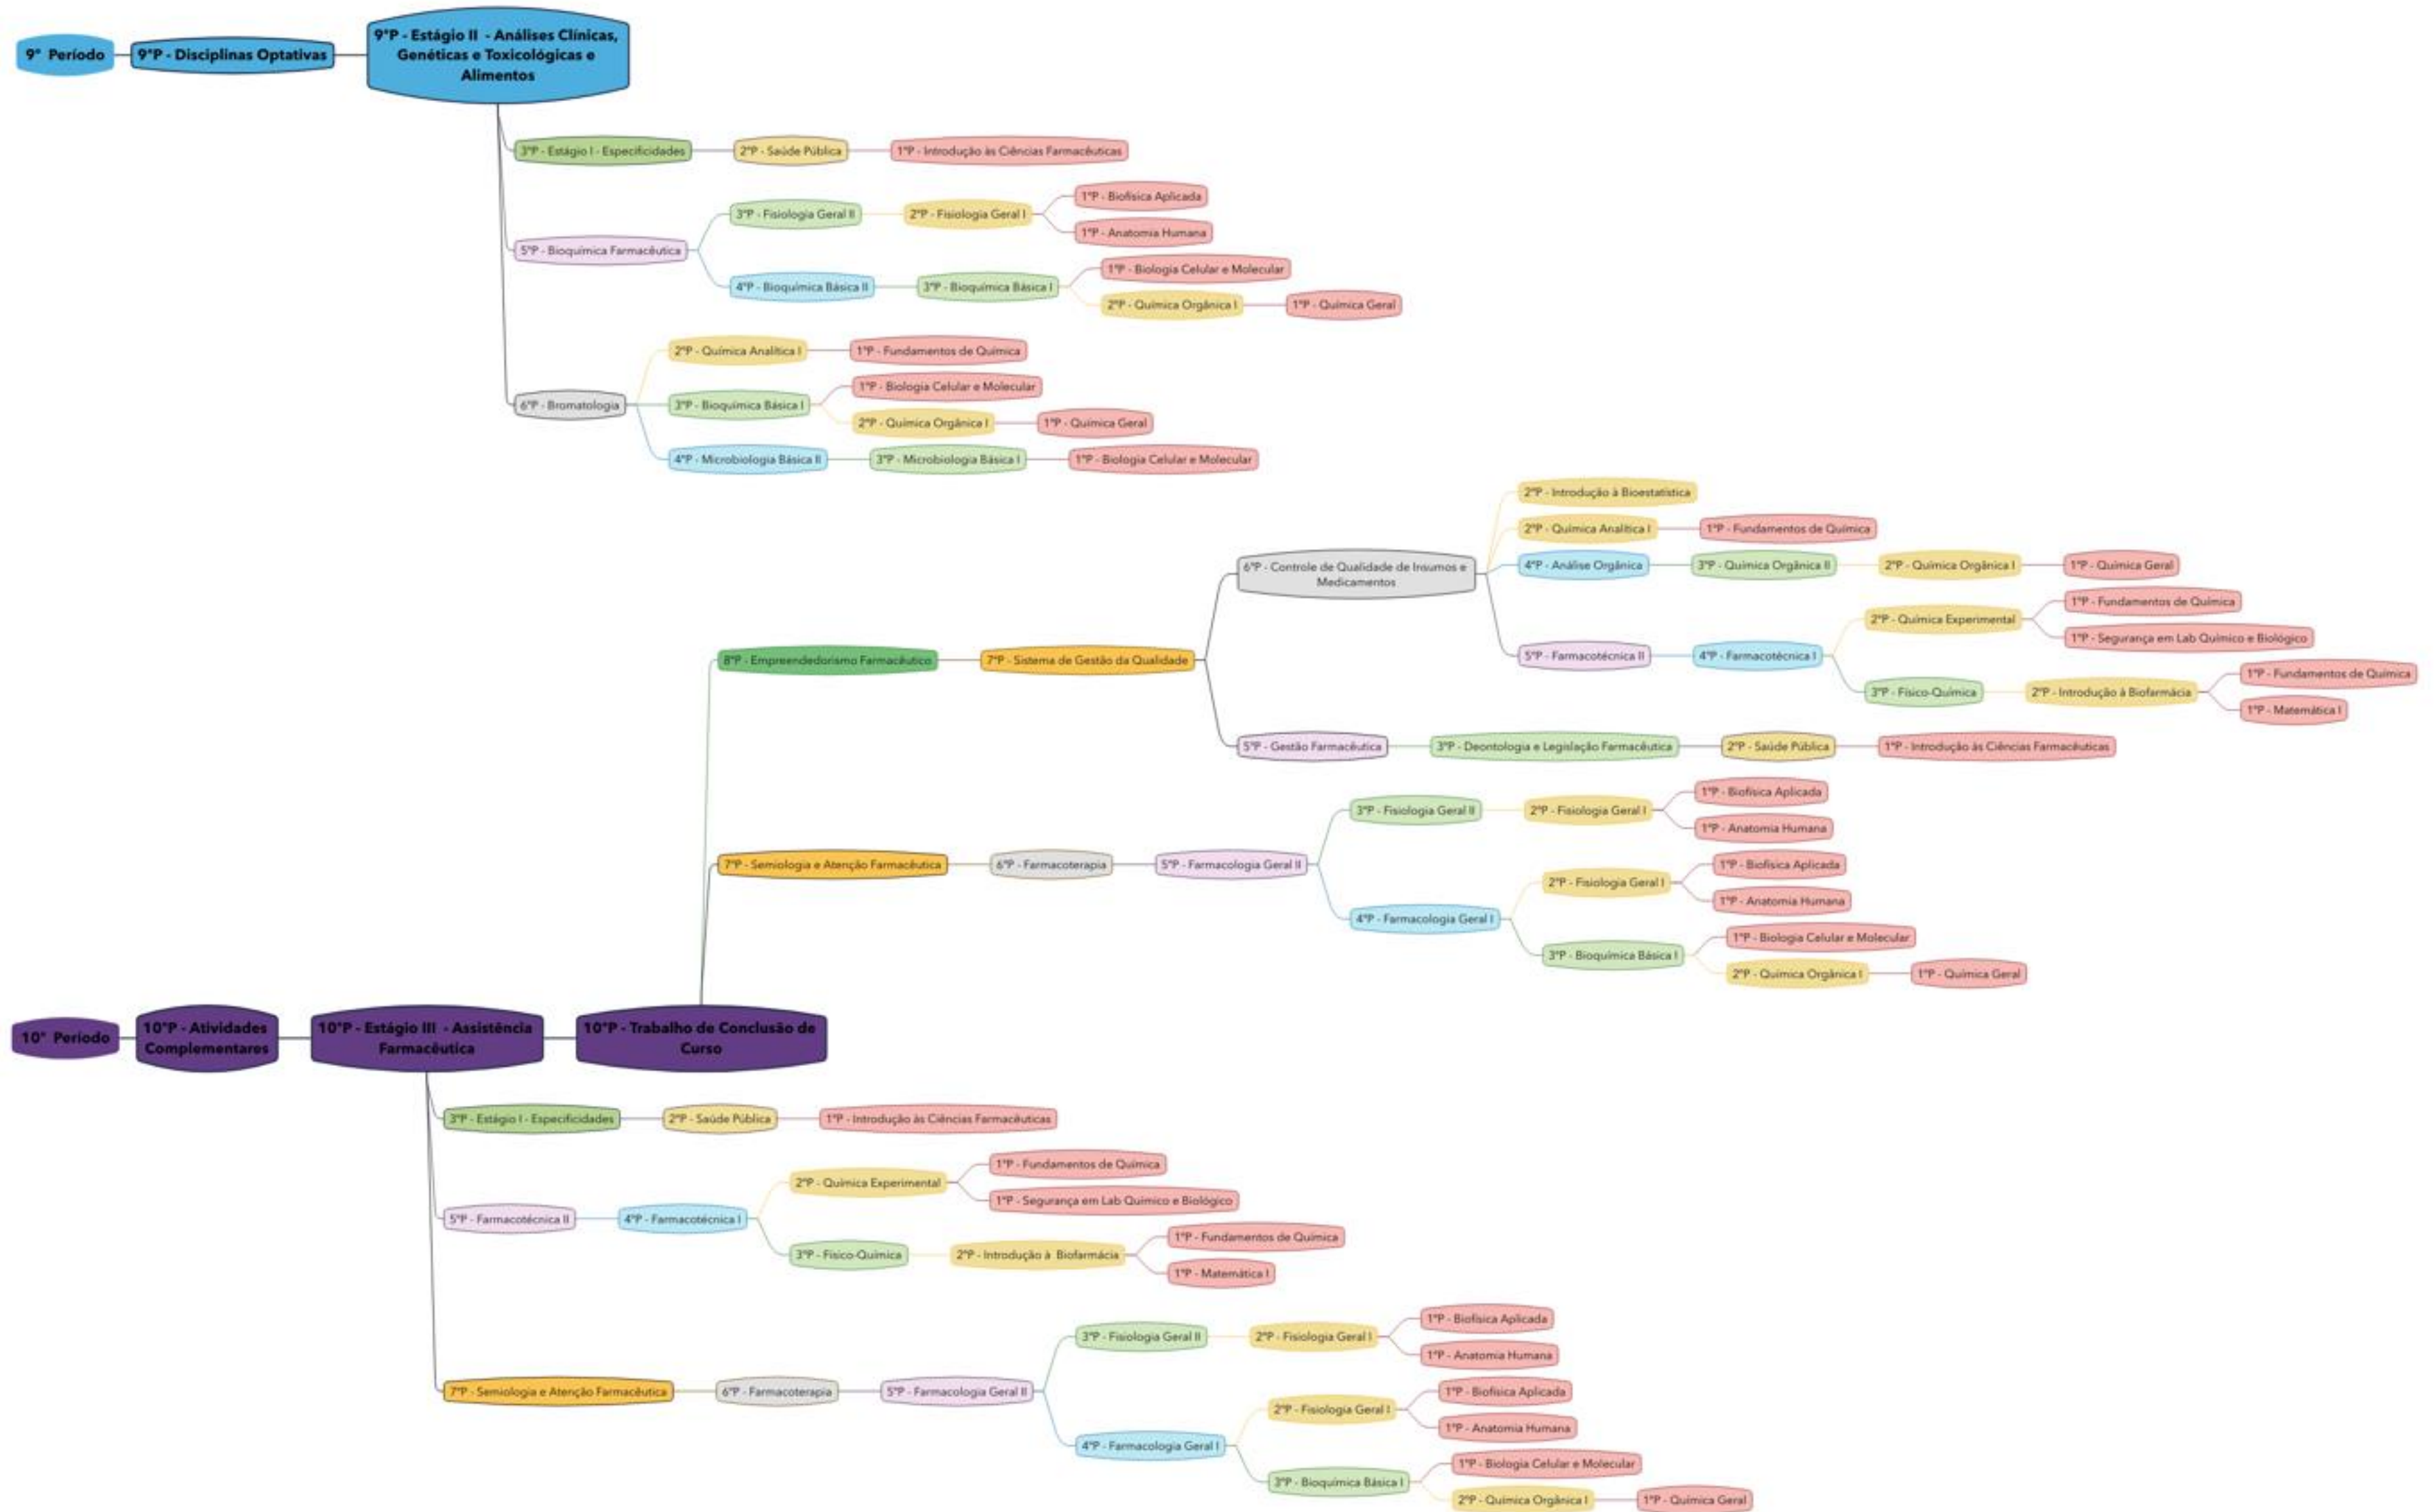 9° Período
9°P - Disciplinas Optativas
9°P - Estágio II - Análises Clínicas,
Genéticas e Toxicológicas e
Alimentos
3°P - Estágio I - Especificidades
2°P - Saúde Pública
1°P - Introdução às Ciências Farmacêuticas
5°P - Bioquímica Farmacêutica
3°P - Fisiologia Geral II
2°P - Fisiologia Geral I
1°P - Biofísica Aplicada
1°P - Anatomia Humana
4°P - Bioquímica Básica II
3°P - Bioquímica Básica I
1°P - Biologia Celular e Molecular
2°P - Química Orgânica I
1°P - Química Geral
6°P - Bromatologia
2°P - Química Analítica I
1°P - Fundamentos de Química
3°P - Bioquímica Básica I
1°P - Biologia Celular e Molecular
2°P - Química Orgânica I
1°P - Química Geral
4°P - Microbiologia Básica II
3°P - Microbiologia Básica I
1°P - Biologia Celular e Molecular
8°P - Empreendedorismo Farmacêutico
7°P - Sistema de Gestão da Qualidade
6°P - Controle de Qualidade de Insumos e
Medicamentos
2°P - Introdução à Bioestatística
2°P - Química Analítica I
1°P - Fundamentos de Química
4°P - Análise Orgânica
3°P - Química Orgânica II
2°P - Química Orgânica I
1°P - Química Geral
5°P - Farmacotécnica II
4°P - Farmacotécnica I
2°P - Química Experimental
1°P - Fundamentos de Química
1°P - Segurança em Lab Químico e Biológico
3°P - Físico-Química
2°P - Introdução à Biofarmácia
1°P - Fundamentos de Química
1°P - Matemática I
5°P - Gestão Farmacêutica
3°P - Deontologia e Legislação Farmacêutica
2°P - Saúde Pública
1°P - Introdução às Ciências Farmacêuticas
7°P - Semiologia e Atenção Farmacêutica
6°P - Farmacoterapia
5°P - Farmacologia Geral II
3°P - Fisiologia Geral II
2°P - Fisiologia Geral I
1°P - Biofísica Aplicada
1°P - Anatomia Humana
4°P - Farmacologia Geral I
2°P - Fisiologia Geral I
1°P - Biofísica Aplicada
1°P - Anatomia Humana
3°P - Bioquímica Básica I
1°P - Biologia Celular e Molecular
2°P - Química Orgânica I
1°P - Química Geral
10° Período
10°P - Atividades
Complementares
10°P - Estágio III - Assistência
Farmacêutica
10°P - Trabalho de Conclusão de
Curso
3°P - Estágio I - Especificidades
2°P - Saúde Pública
1°P - Introdução às Ciências Farmacêuticas
5°P - Farmacotécnica II
4°P - Farmacotécnica I
2°P - Química Experimental
1°P - Fundamentos de Química
1°P - Segurança em Lab Químico e Biológico
3°P - Físico-Química
2°P - Introdução à Biofarmácia
1°P - Fundamentos de Química
1°P - Matemática I
7°P - Semiologia e Atenção Farmacêutica
6°P - Farmacoterapia
5°P - Farmacologia Geral II
3°P - Fisiologia Geral II
2°P - Fisiologia Geral I
1°P - Biofísica Aplicada
1°P - Anatomia Humana
4°P - Farmacologia Geral I
2°P - Fisiologia Geral I
1°P - Biofísica Aplicada
1°P - Anatomia Humana
3°P - Bioquímica Básica I
1°P - Biologia Celular e Molecular
2°P - Química Orgânica I
1°P - Química Geral